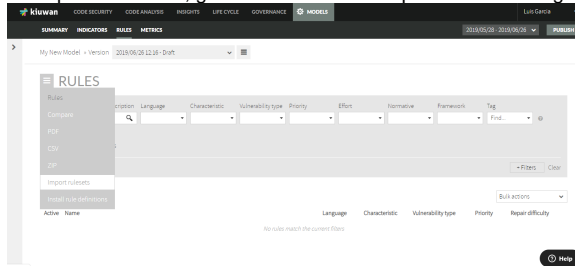 kiuwan CODE SECURITY CODE ANALYSIS INSIGHTS LIFE CYCLE GOVERNANCE MODELS Luis Garcia
SUMMARY INDICATORS RULES METRICS 2019/05/28 - 2019/06/26 PUBLISH
My New Model » Version 2019/06/26 12:16 - Draft
RULES
Rules
Compare
PDF
CSV
ZIP
Import rulesets
Install rule definitions
Language Characteristic Vulnerability type Priority Effort Normative Framework Tag
Find...
+ Filters Clear
Bulk actions
Active Name Language Characteristic Vulnerability type Priority Repair difficulty
No rules match the current filters
Help